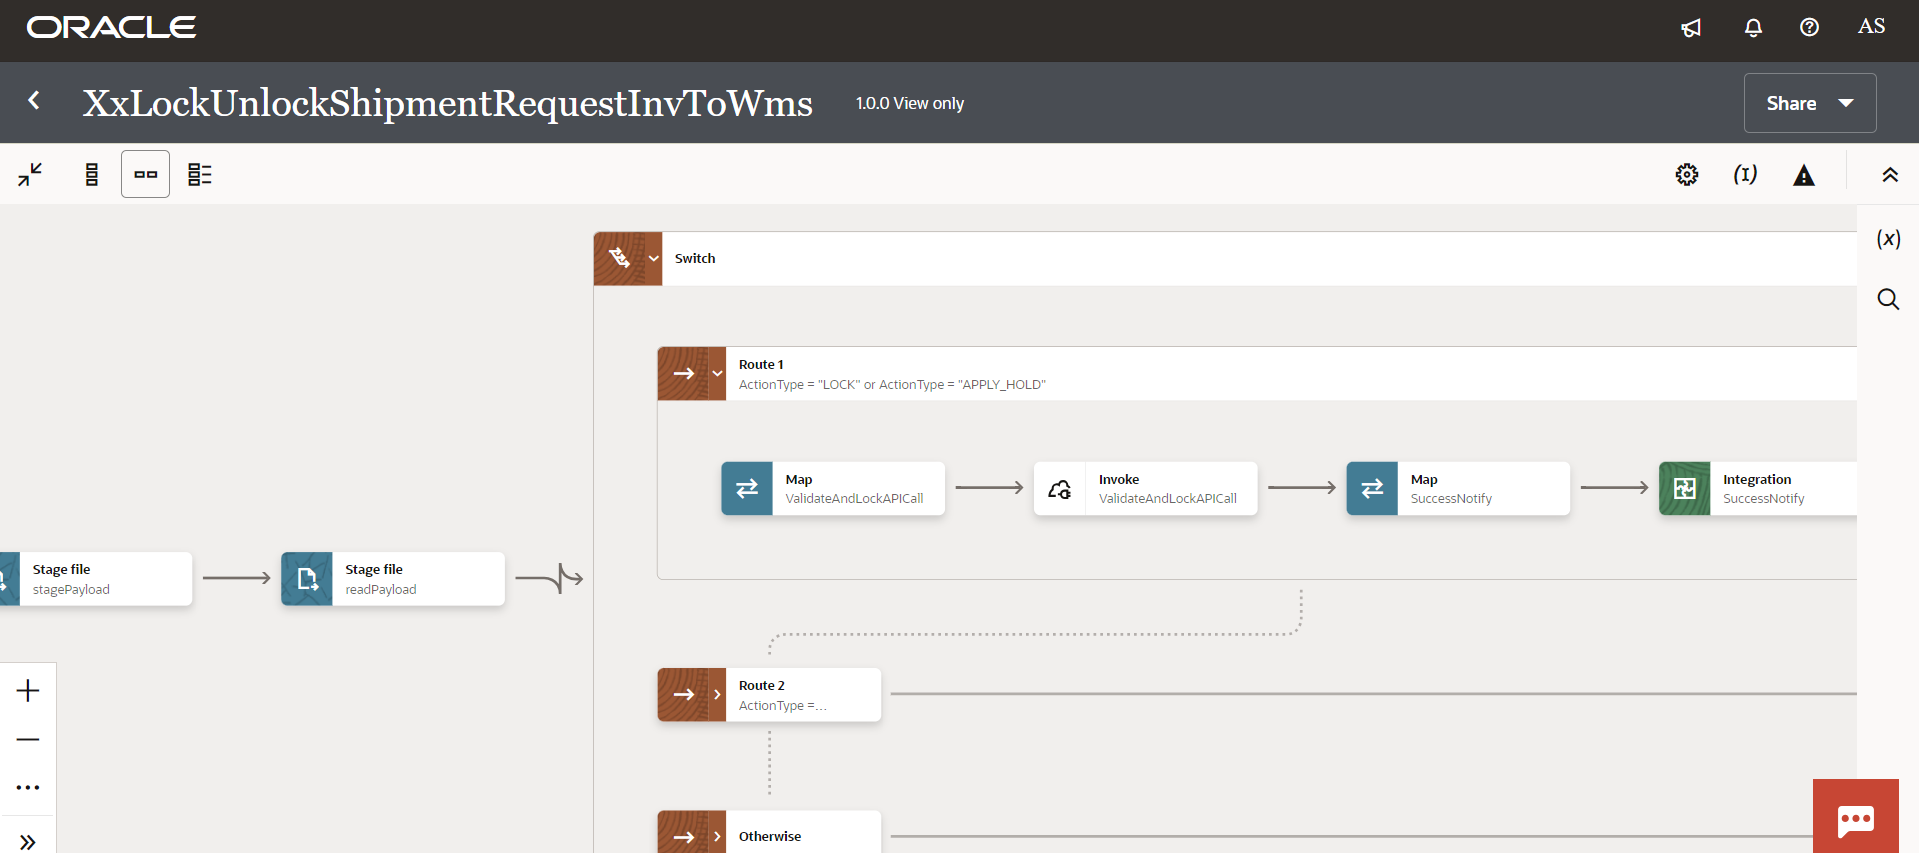 ORACLE
AS
XxLockUnlockShipmentRequestInvToWms
1.0.0 View only
Share
(I)
(x)
Switch
Route 1
ActionType = "LOCK" or ActionType = "APPLY_HOLD"
Map
ValidateAndLockAPICall
Invoke
ValidateAndLockAPICall
Map
SuccessNotify
Integration
SuccessNotify
Stage file
stagePayload
Stage file
readPayload
Route 2
ActionType =...
Otherwise